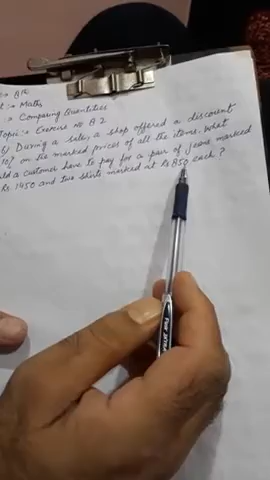 8th
:- Maths
:- Comparing Quantities
Topic :- Exercise No 8.2
During a sale, a shop offered a discount
10% on the marked prices of all the items. What
a customer have to pay for a pair of jeans marked
Rs. 1450 and two shirts marked at Rs 850 each ?